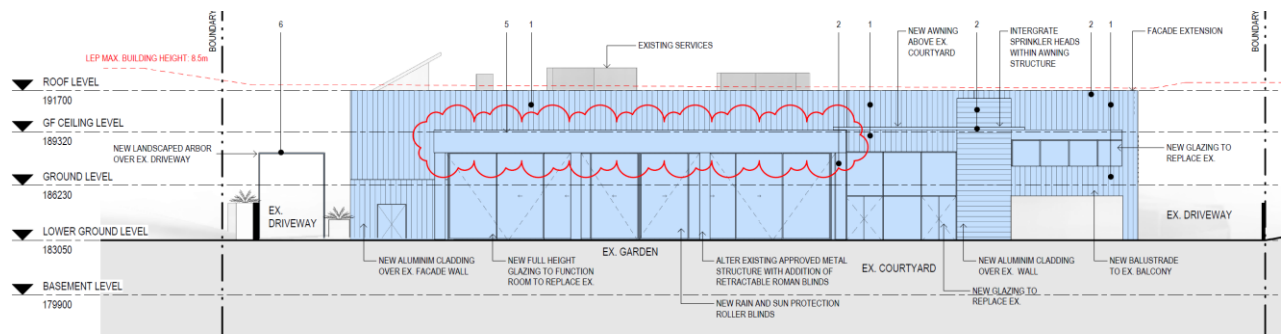 BOUNDARY
6
5
1
2
1
2
2
1
BOUNDARY
LEP MAX. BUILDING HEIGHT: 8.5m
EXISTING SERVICES
NEW AWNING
ABOVE EX.
COURTYARD
INTERGRATE
SPRINKLER HEADS
WITHIN AWNING
STRUCTURE
FACADE EXTENSION
ROOF LEVEL
191700
GF CEILING LEVEL
189320
NEW LANDSCAPED ARBOR
OVER EX. DRIVEWAY
NEW GLAZING TO
REPLACE EX.
GROUND LEVEL
186230
EX.
DRIVEWAY
EX. DRIVEWAY
LOWER GROUND LEVEL
183050
EX. GARDEN
NEW ALUMINIM CLADDING
OVER EX. FACADE WALL
NEW FULL HEIGHT
GLAZING TO FUNCTION
ROOM TO REPLACE EX.
ALTER EXISTING APPROVED METAL
STRUCTURE WITH ADDITION OF
RETRACTABLE ROMAN BLINDS
EX. COURTYARD
NEW ALUMINIM CLADDING
OVER EX. WALL
NEW BALUSTRADE
TO EX. BALCONY
BASEMENT LEVEL
179900
NEW RAIN AND SUN PROTECTION
ROLLER BLINDS
NEW GLAZING TO
REPLACE EX.